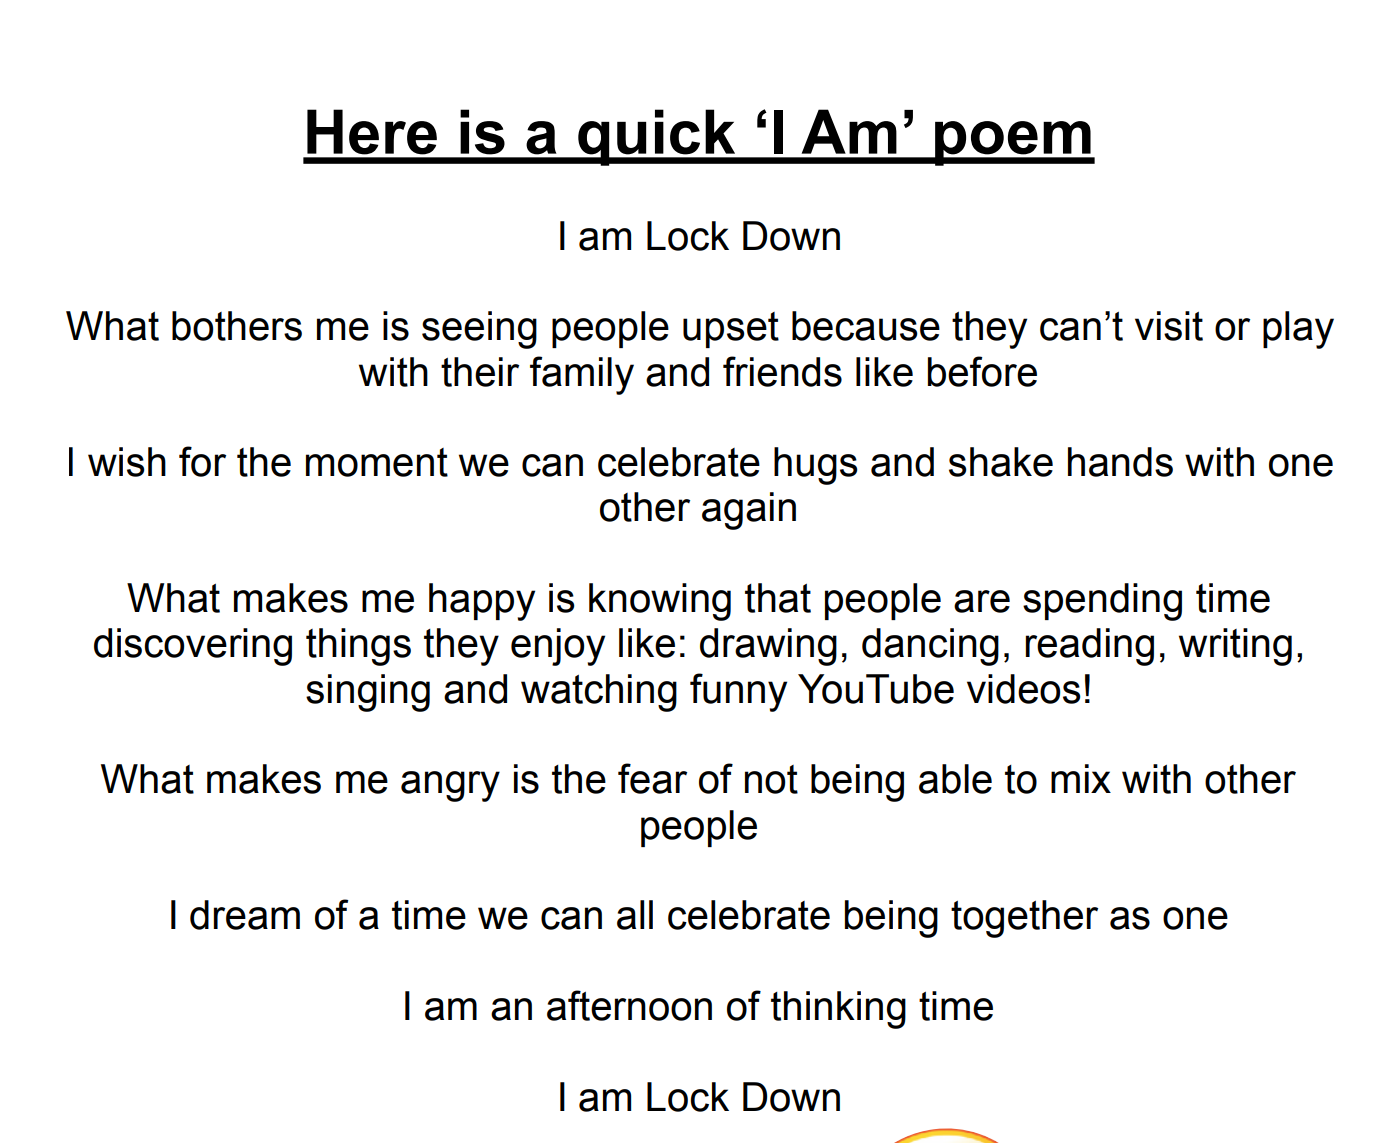 Here is a quick ‘I Am’ poem
I am Lock Down
What bothers me is seeing people upset because they can’t visit or play
with their family and friends like before
I wish for the moment we can celebrate hugs and shake hands with one
other again
What makes me happy is knowing that people are spending time
discovering things they enjoy like: drawing, dancing, reading, writing,
singing and watching funny YouTube videos!
What makes me angry is the fear of not being able to mix with other
people
I dream of a time we can all celebrate being together as one
I am an afternoon of thinking time
I am Lock Down